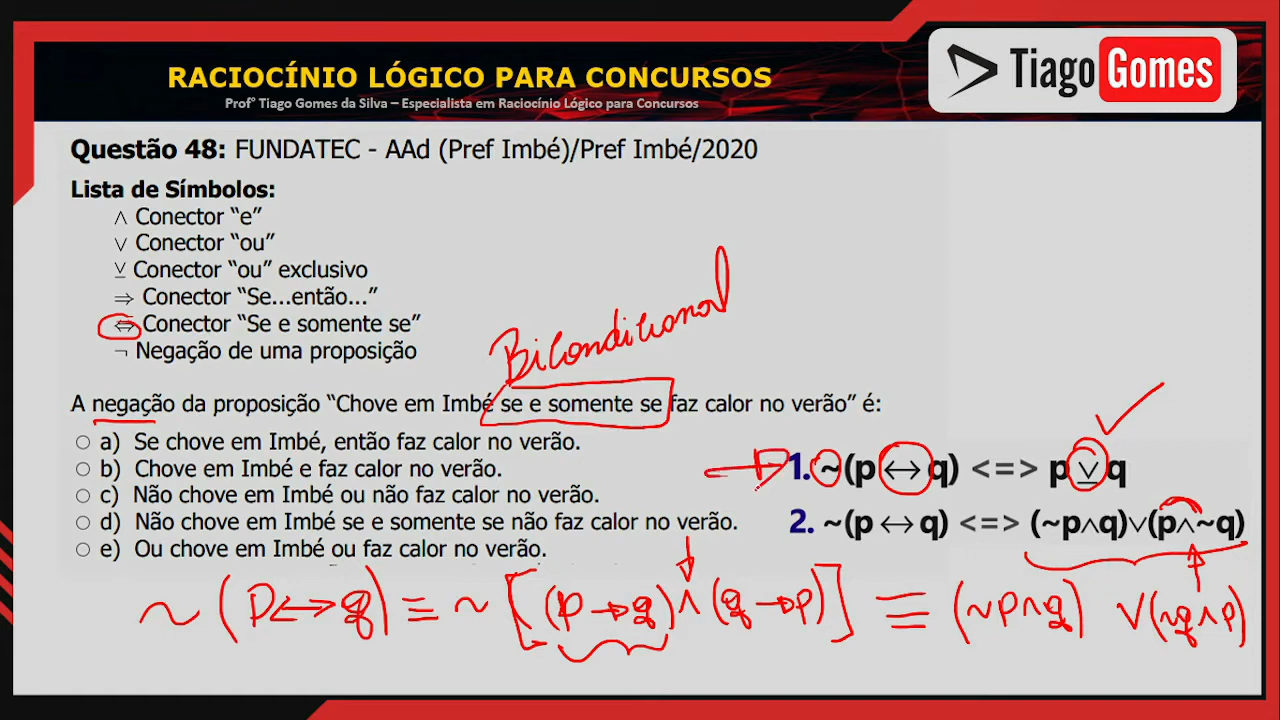 RACIOCÍNIO LÓGICO PARA CONCURSOS
Profº Tiago Gomes da Silva – Especialista em Raciocínio Lógico para Concursos
Tiago Gomes
Questão 48: FUNDATEC - AAd (Pref Imbé)/Pref Imbé/2020
Lista de Símbolos:
∧ Conector “e”
∨ Conector “ou”
⊻ Conector “ou” exclusivo
⇒ Conector “Se...então...”
⇔ Conector “Se e somente se”
¬ Negação de uma proposição
Bicondicional
A negação da proposição “Chove em Imbé se e somente se faz calor no verão” é:
a) Se chove em Imbé, então faz calor no verão.
b) Chove em Imbé e faz calor no verão.
c) Não chove em Imbé ou não faz calor no verão.
d) Não chove em Imbé se e somente se não faz calor no verão.
e) Ou chove em Imbé ou faz calor no verão.
1. ~(p ↔ q) <=> p ⊻ q
2. ~(p ↔ q) <=> (~p∧q)∨(p∧~q)
~ (P ↔ q) ≡ ~ [(p → q) ∧ (q → p)] ≡ (~p∧q) ∨ (~q∧p)